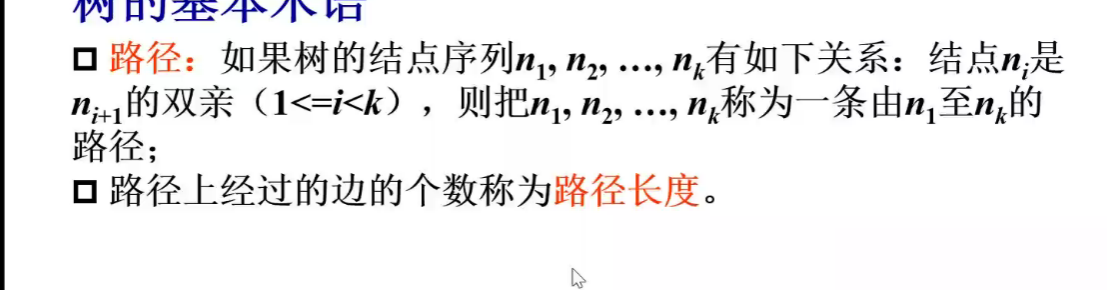 树的基本术语
路径：如果树的结点序列n1, n2, …, nk有如下关系：结点ni是
ni+1的双亲（1<=i<k），则把n1, n2, …, nk称为一条由n1至nk的
路径；
路径上经过的边的个数称为路径长度。